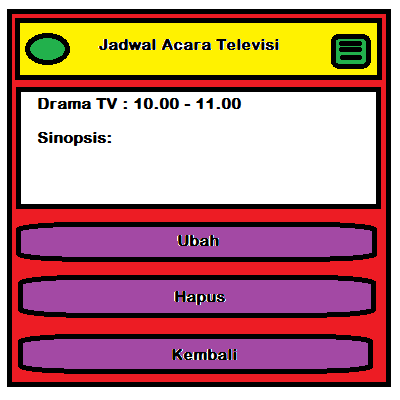 Jadwal Acara Televisi
Drama TV : 10.00 - 11.00
Sinopsis:
Ubah
Hapus
Kembali